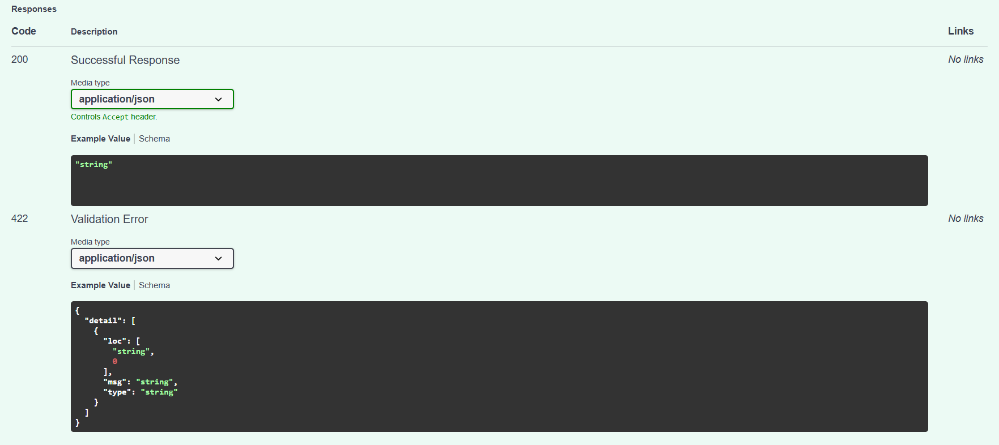 Responses
Code Description Links
200 Successful Response No links
Media type
application/json
Controls Accept header.
Example Value Schema
"string"
422 Validation Error No links
Media type
application/json
Example Value Schema
{
  "detail": [
    {
      "loc": [
        "string",
        0
      ],
      "msg": "string",
      "type": "string"
    }
  ]
}